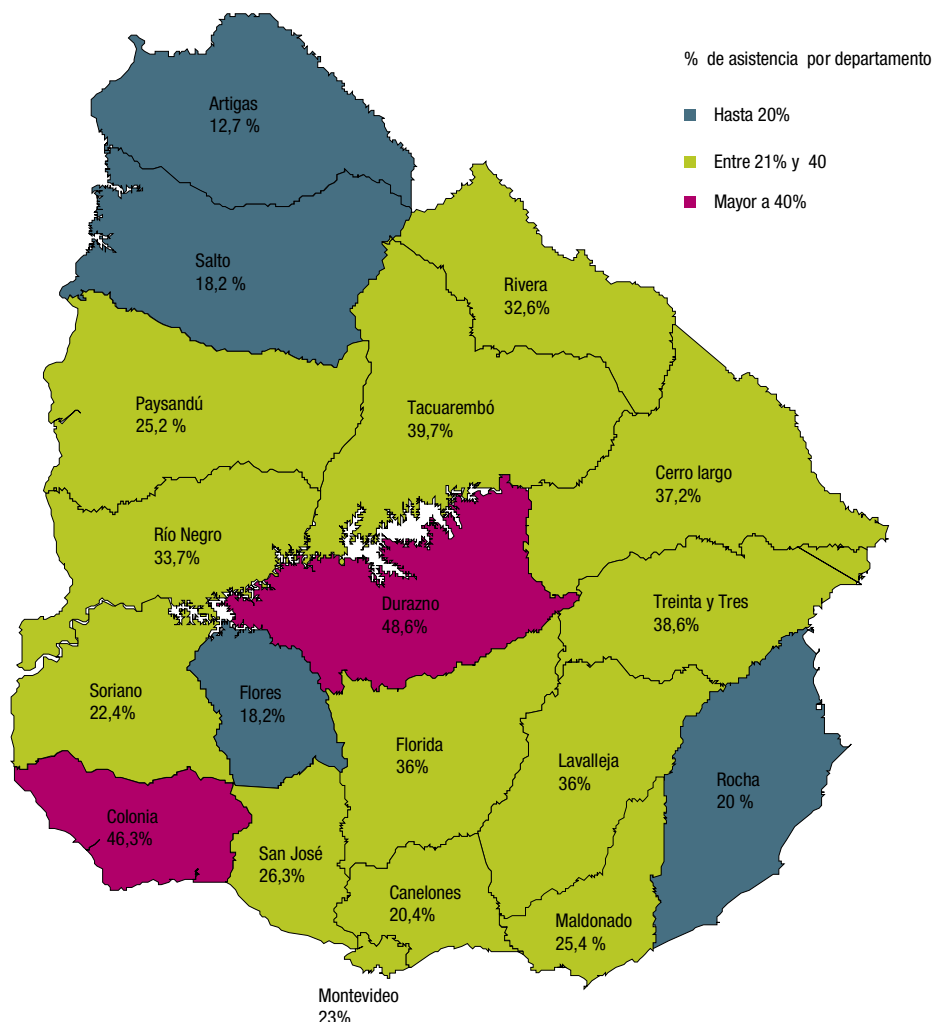 % de asistencia por departamento
Hasta 20%
Entre 21% y 40
Mayor a 40%
Artigas
12,7 %
Salto
18,2 %
Rivera
32,6%
Paysandú
25,2 %
Tacuarembó
39,7%
Cerro largo
37,2%
Río Negro
33,7%
Durazno
48,6%
Treinta y Tres
38,6%
Soriano
22,4%
Flores
18,2%
Florida
36%
Lavalleja
36%
Rocha
20 %
Colonia
46,3%
San José
26,3%
Canelones
20,4%
Maldonado
25,4 %
Montevideo
23%